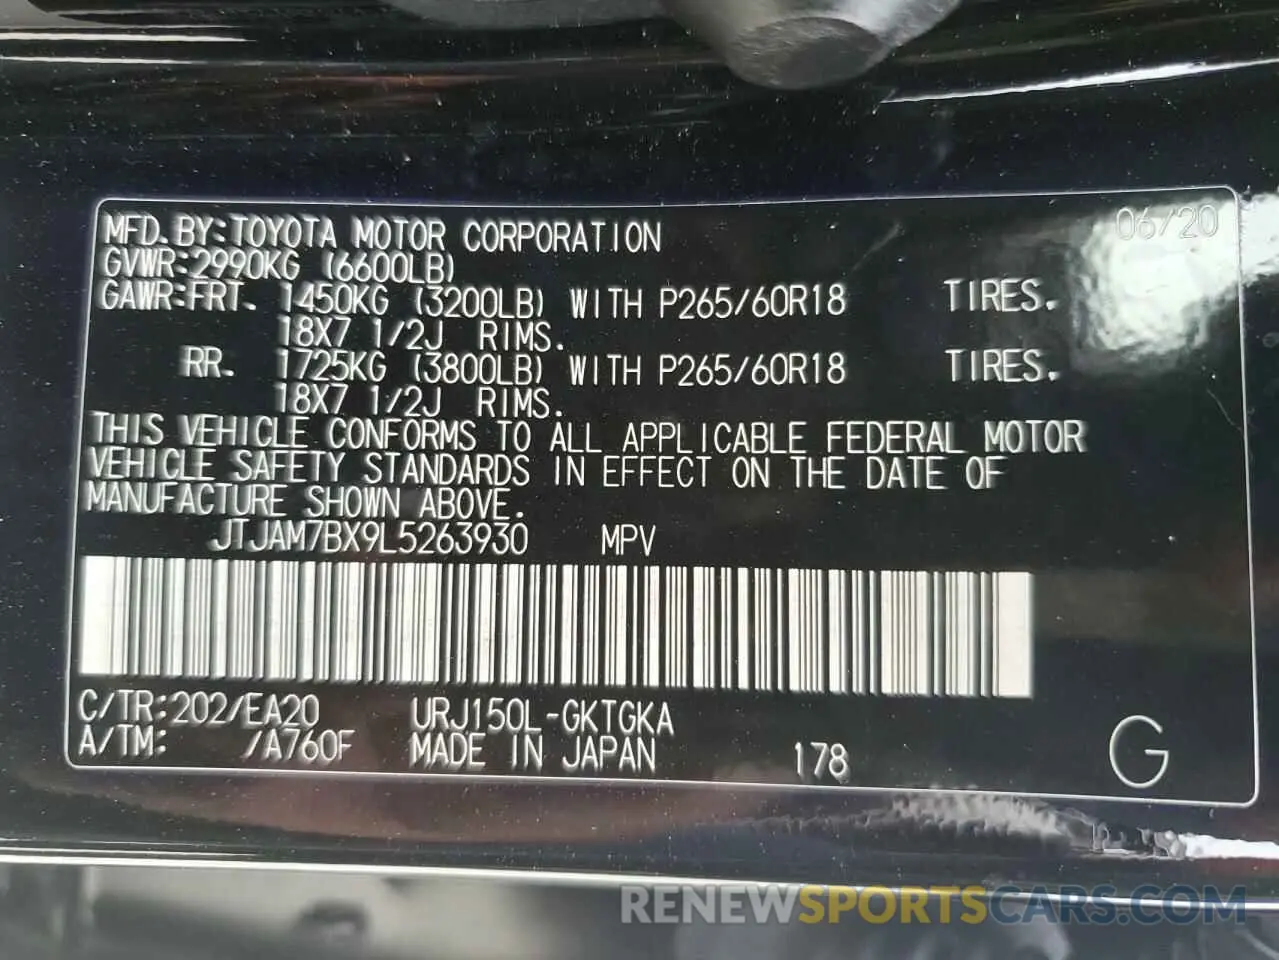 MFD. BY: TOYOTA MOTOR CORPORATION 06/20
GVWR: 2990KG (6600LB)
GAWR: FRT. 1450KG (3200LB) WITH P265/60R18 TIRES.
18X7 1/2J RIMS.
RR. 1725KG (3800LB) WITH P265/60R18 TIRES.
18X7 1/2J RIMS.
THIS VEHICLE CONFORMS TO ALL APPLICABLE FEDERAL MOTOR
VEHICLE SAFETY STANDARDS IN EFFECT ON THE DATE OF
MANUFACTURE SHOWN ABOVE.
JTJAM7BX9L5263930 MPV
C/TR: 202/EA20 URJ150L-GKTGKA
A/TM: /A760F MADE IN JAPAN 178 G
RENEWSPORTSCARS.COM